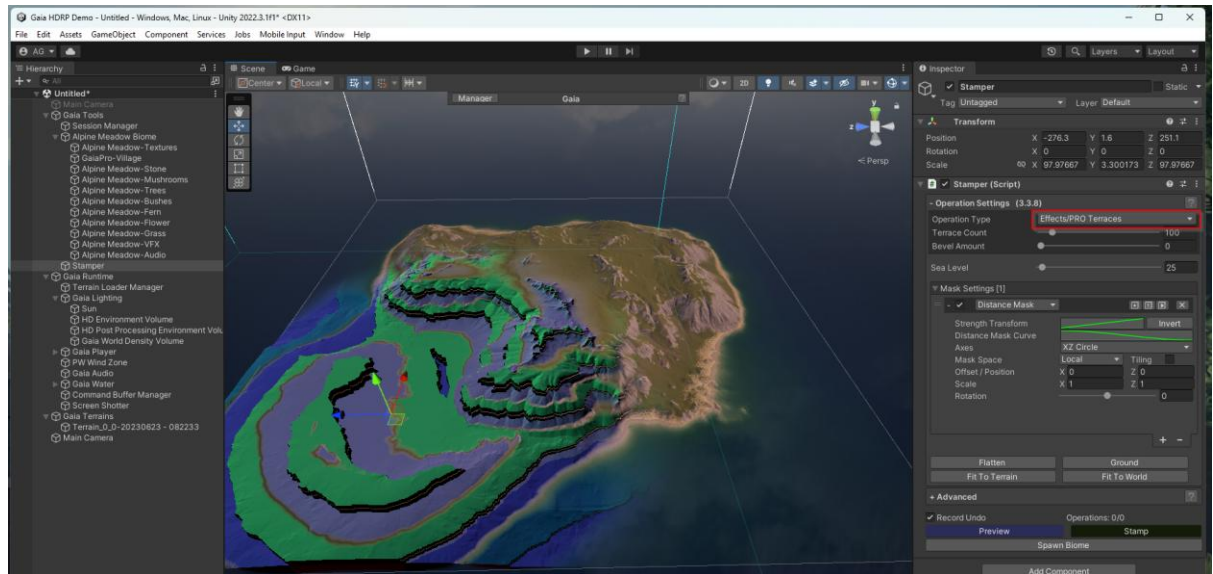 Gaia HDRP Demo - Untitled - Windows, Mac, Linux - Unity 2022.3.1f1* <DX11>
File Edit Assets GameObject Component Services Jobs Mobile Input Window Help
AG Layers Layout
Hierarchy
All
Untitled*
Main Camera
Gaia Tools
Session Manager
Alpine Meadow Biome
Alpine Meadow-Textures
GaiaPro-Village
Alpine Meadow-Stone
Alpine Meadow-Mushrooms
Alpine Meadow-Trees
Alpine Meadow-Bushes
Alpine Meadow-Fern
Alpine Meadow-Flower
Alpine Meadow-Grass
Alpine Meadow-VFX
Alpine Meadow-Audio
Stamper
Gaia Runtime
Terrain Loader Manager
Gaia Lighting
Sun
HD Environment Volume
HD Post Processing Environment Volu
Gaia World Density Volume
Gaia Player
PW Wind Zone
Gaia Audio
Gaia Water
Command Buffer Manager
Screen Shotter
Gaia Terrains
Terrain_0_0-20230623 - 082233
Main Camera
Scene Game
Center Local 2D
Manager Gaia
y
z
Persp
Inspector
Stamper Static
Tag Untagged Layer Default
Transform
Position X -276.3 Y 1.6 Z 251.1
Rotation X 0 Y 0 Z 0
Scale X 97.97667 Y 3.300173 Z 97.97667
Stamper (Script)
- Operation Settings (3.3.8) ?
Operation Type Effects/PRO Terraces
Terrace Count 100
Bevel Amount 0
Sea Level 25
Mask Settings [1]
- Distance Mask X
Strength Transform Invert
Distance Mask Curve
Axes XZ Circle
Mask Space Local Tiling
Offset / Position X 0 Z 0
Scale X 1 Z 1
Rotation 0
+ -
Flatten Ground
Fit To Terrain Fit To World
+ Advanced ?
Record Undo Operations: 0/0
Preview Stamp
Spawn Biome
Add Component